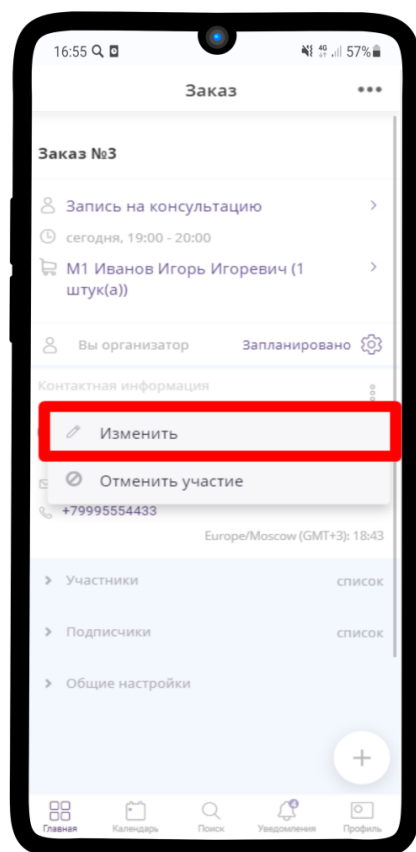 16:55
4G
57%
Заказ
Заказ №3
Запись на консультацию
сегодня, 19:00 - 20:00
М1 Иванов Игорь Игоревич (1
штук(а))
Вы организатор Запланировано
Контактная информация
Изменить
Отменить участие
+79995554433
Europe/Moscow (GMT+3): 18:43
Участники список
Подписчики список
Общие настройки
+
4
Главная Календарь Поиск Уведомления Профиль